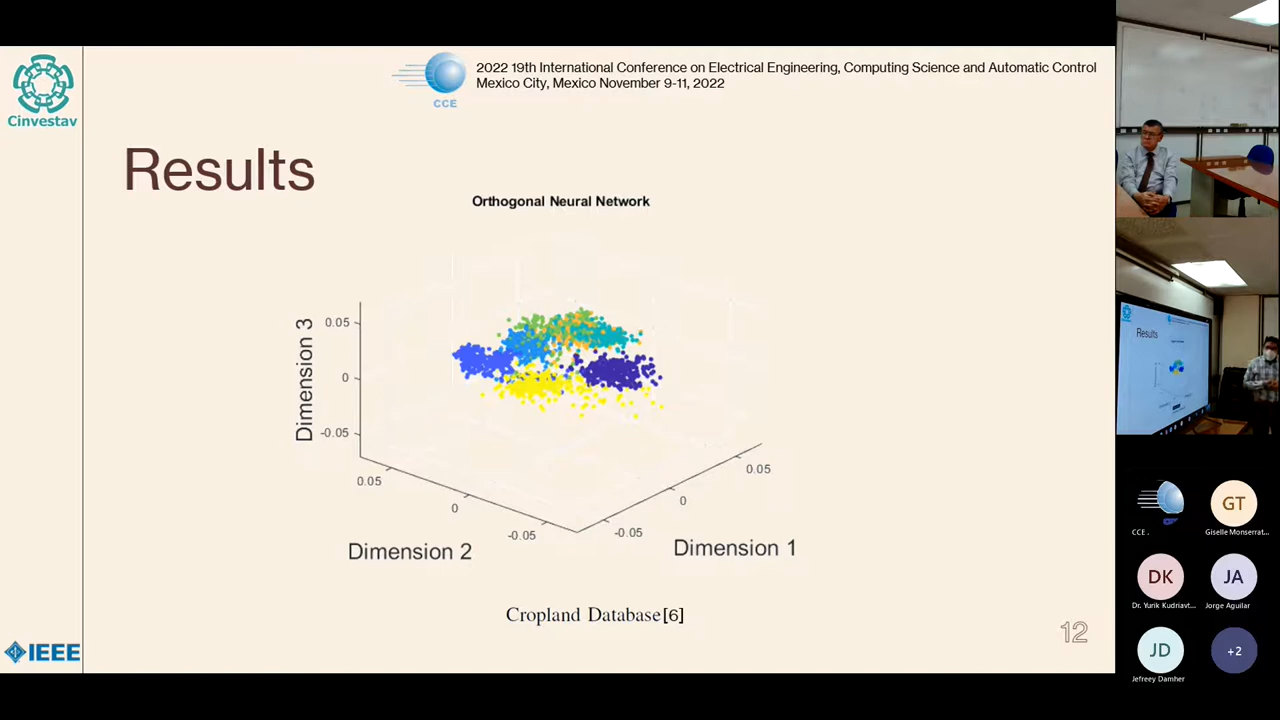 Cinvestav
CCE
2022 19th International Conference on Electrical Engineering, Computing Science and Automatic Control
Mexico City, Mexico November 9-11, 2022
Results
Orthogonal Neural Network
Dimension 3
0.05
0
-0.05
0.05
0
-0.05
Dimension 2
-0.05
0
0.05
Dimension 1
Cropland Database[6]
12
IEEE
Results
CCE .
GT
Giselle Monserrat...
DK
Dr. Yurik Kudriavt...
JA
Jorge Aguilar
JD
Jefreey Damher
+2